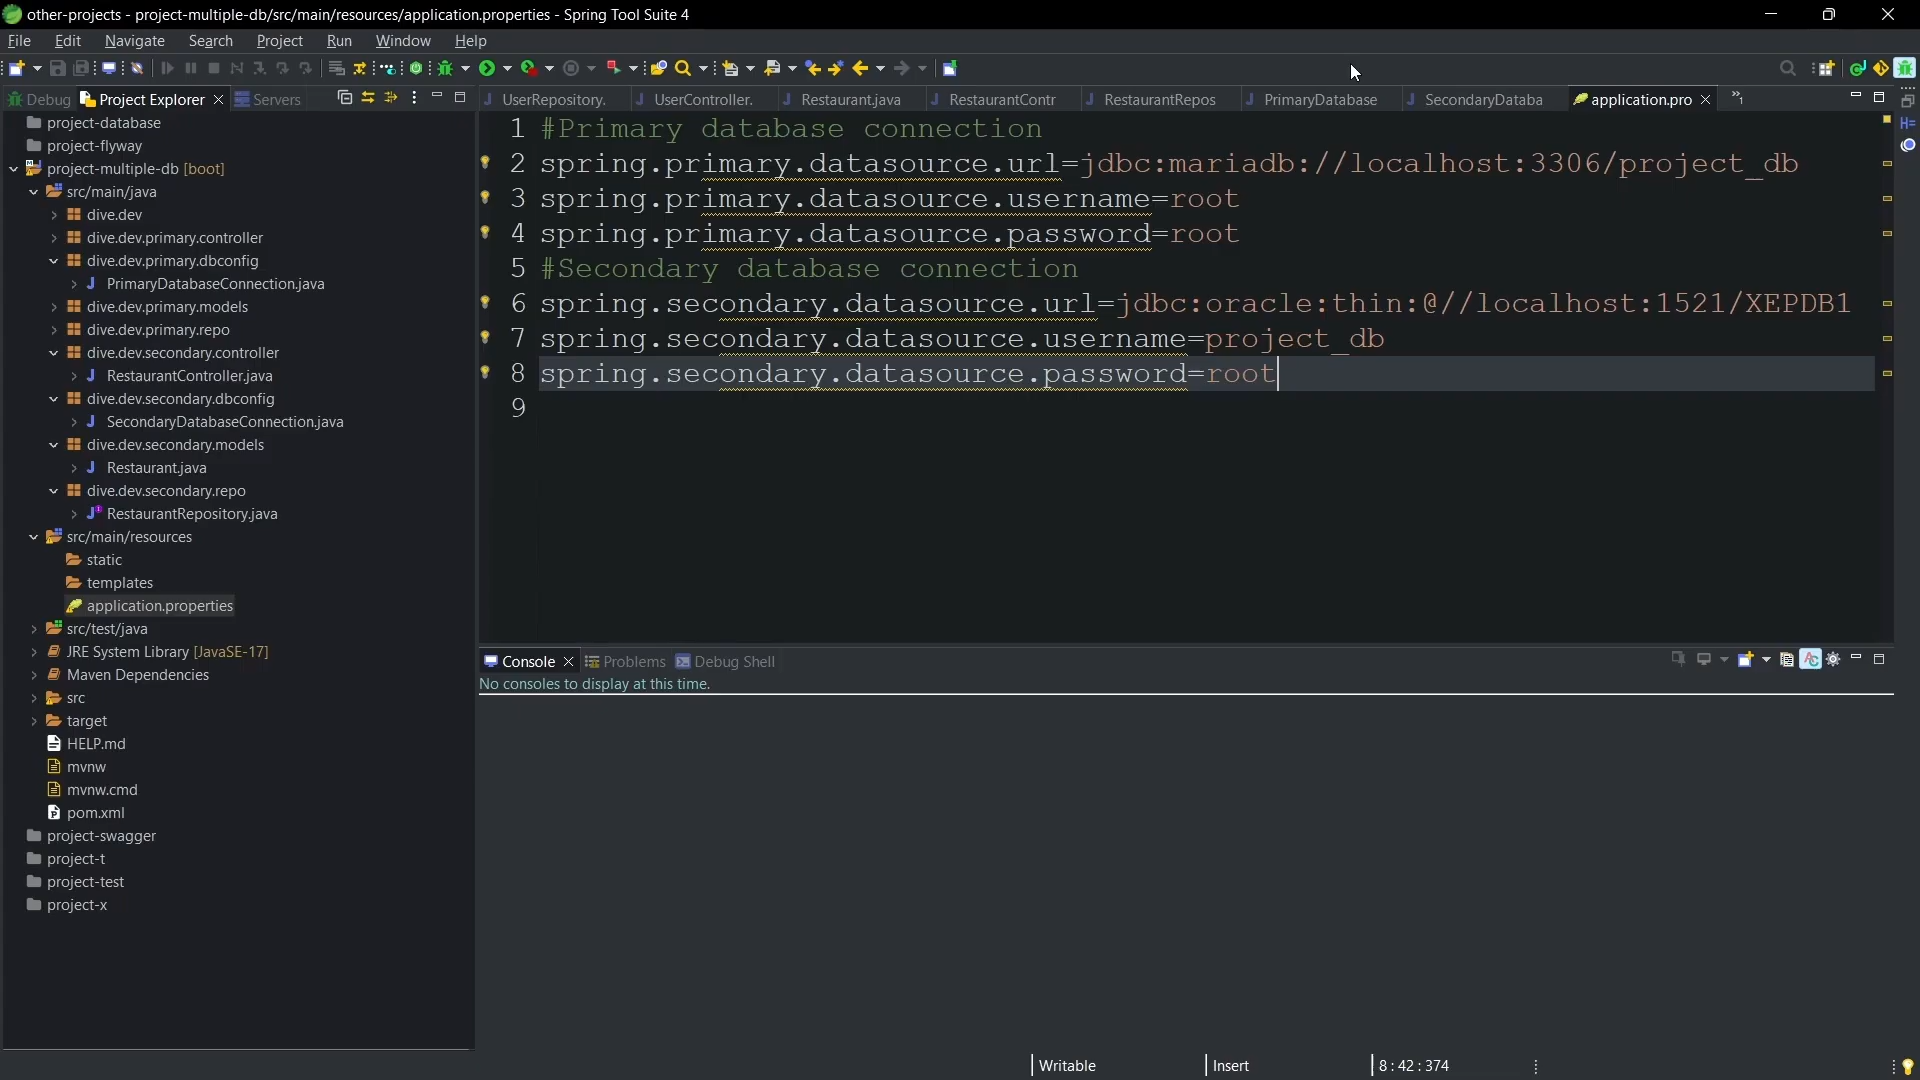 other-projects - project-multiple-db/src/main/resources/application.properties - Spring Tool Suite 4
File Edit Navigate Search Project Run Window Help
Debug Project Explorer Servers
UserRepository. UserController. Restaurant.java RestaurantContr RestaurantRepos PrimaryDatabase SecondaryDataba application.pro »1
project-database
project-flyway
project-multiple-db [boot]
src/main/java
dive.dev
dive.dev.primary.controller
dive.dev.primary.dbconfig
PrimaryDatabaseConnection.java
dive.dev.primary.models
dive.dev.primary.repo
dive.dev.secondary.controller
RestaurantController.java
dive.dev.secondary.dbconfig
SecondaryDatabaseConnection.java
dive.dev.secondary.models
Restaurant.java
dive.dev.secondary.repo
RestaurantRepository.java
src/main/resources
static
templates
application.properties
src/test/java
JRE System Library [JavaSE-17]
Maven Dependencies
src
target
HELP.md
mvnw
mvnw.cmd
pom.xml
project-swagger
project-t
project-test
project-x
1 #Primary database connection
2 spring.primary.datasource.url=jdbc:mariadb://localhost:3306/project_db
3 spring.primary.datasource.username=root
4 spring.primary.datasource.password=root
5 #Secondary database connection
6 spring.secondary.datasource.url=jdbc:oracle:thin:@//localhost:1521/XEPDB1
7 spring.secondary.datasource.username=project_db
8 spring.secondary.datasource.password=root
9
Console Problems Debug Shell
No consoles to display at this time.
Writable Insert 8 : 42 : 374